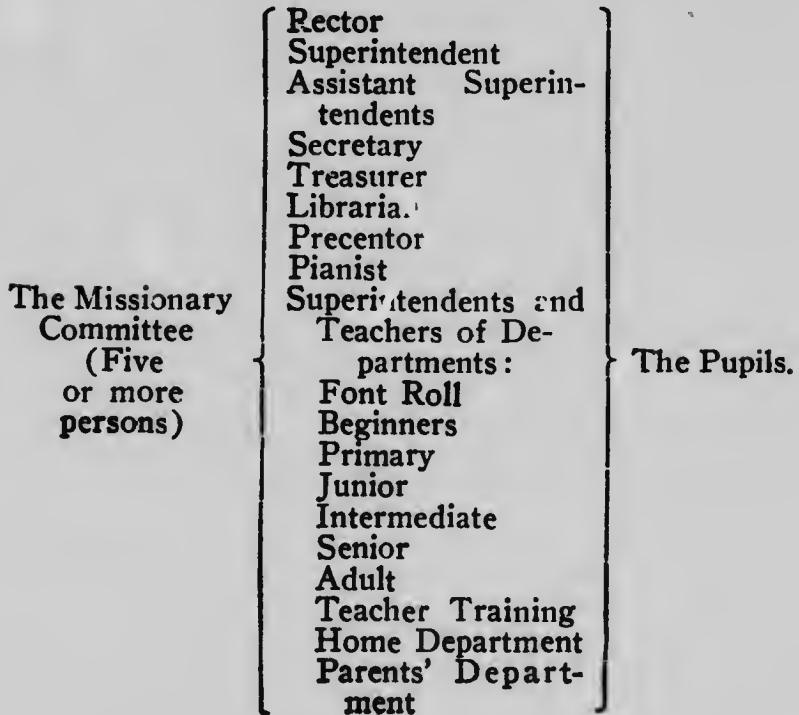 Rector
Superintendent
Assistant Superin-
tendents
Secretary
Treasurer
Libraria.
Precentor
Pianist
Superintendents and
Teachers of De-
partments:
Font Roll
Beginners
Primary
Junior
Intermediate
Senior
Adult
Teacher Training
Home Department
Parents' Depart-
ment
The Missionary
Committee
(Five
or more
persons)
The Pupils.